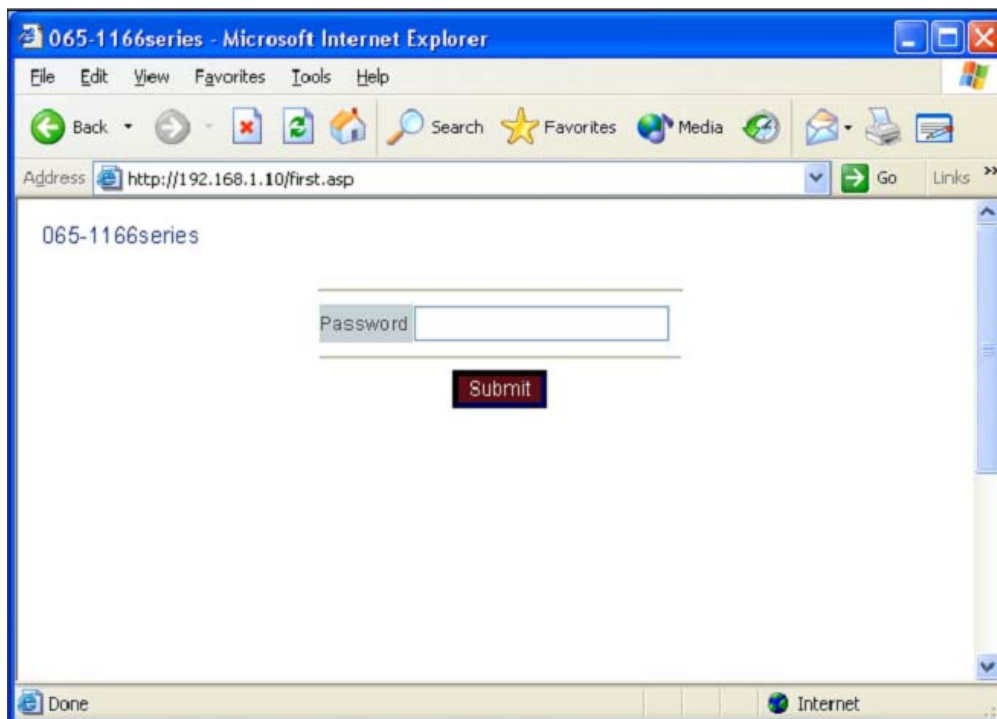 065-1166series - Microsoft Internet Explorer
File Edit View Favorites Tools Help
Back Search Favorites Media
Address http://192.168.1.10/first.asp Go Links »
065-1166series
Password
Submit
Done Internet